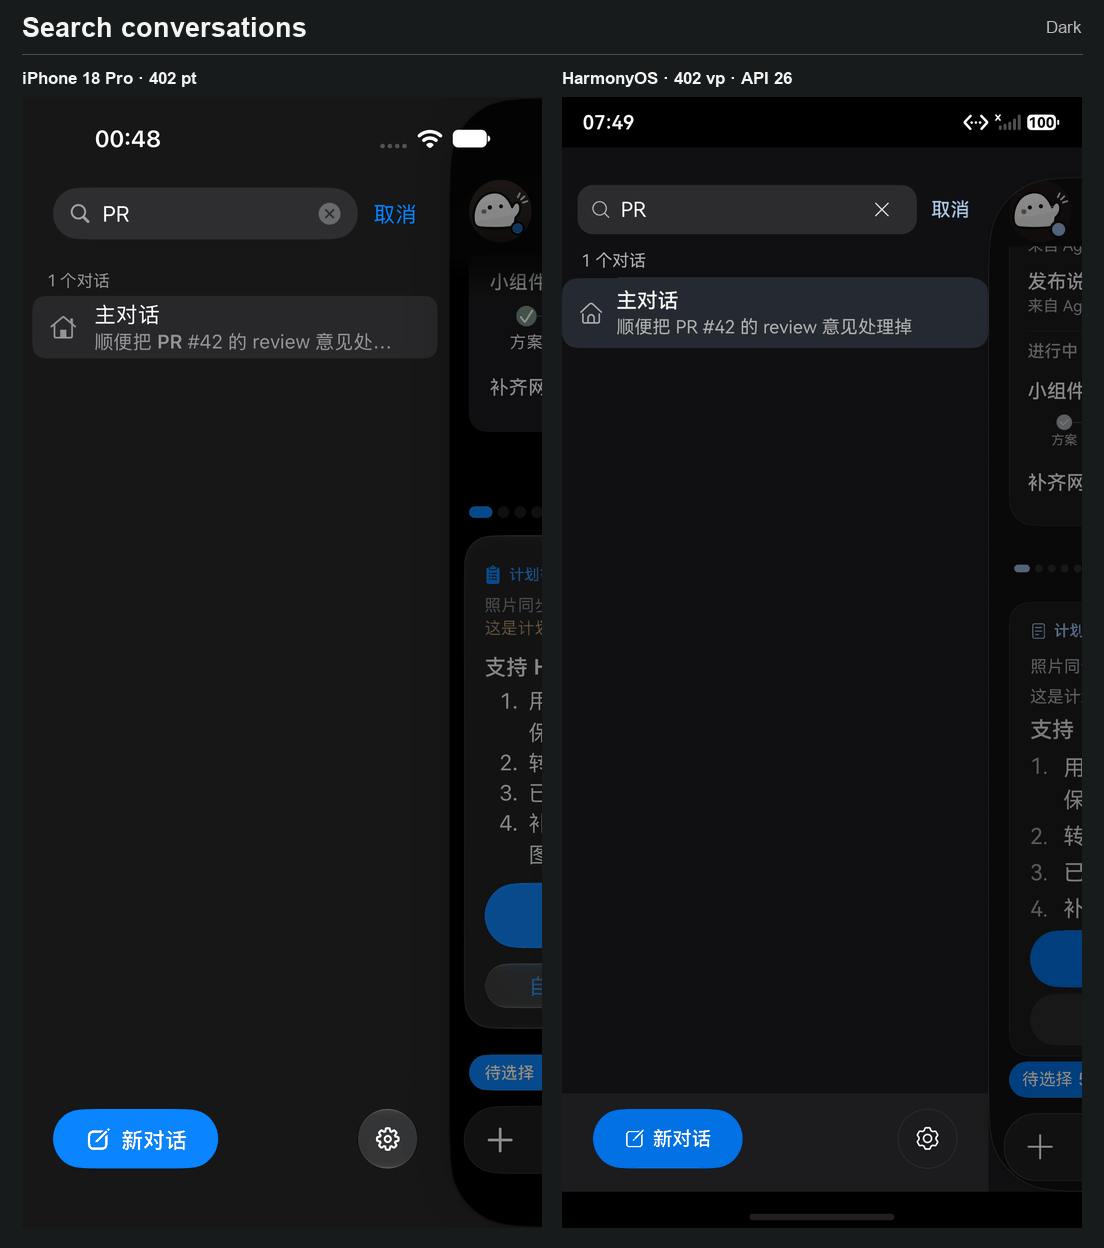 Search conversations
Dark
iPhone 18 Pro · 402 pt
00:48
PR
取消
1 个对话
主对话
顺便把 PR #42 的 review 意见处...
新对话
小组件
方案
补齐网
计划
照片同步
这是计划
支持 H
1. 用
保
2. 转
3. 已
4. 补
图
自
待选择
HarmonyOS · 402 vp · API 26
07:49
100
PR
取消
1 个对话
主对话
顺便把 PR #42 的 review 意见处理掉
新对话
来自 Ag
发布说
来自 Ag
进行中
小组件
方案
补齐网
计划
照片同
这是计
支持
1. 用
保
2. 转
3. 已
4. 补
待选择 5